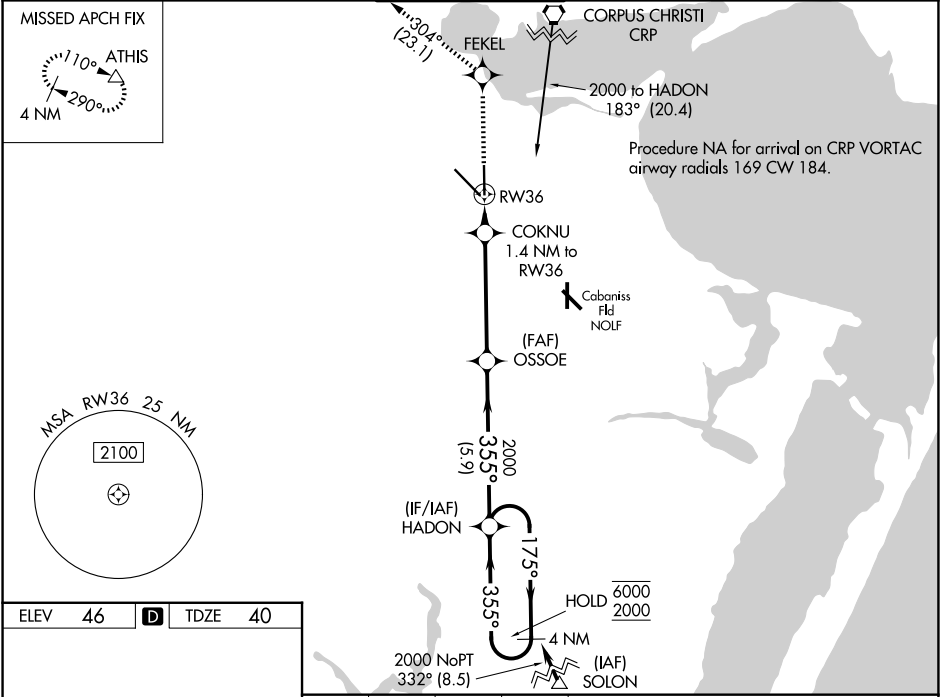 MISSED APCH FIX
110°
ATHIS
290°
4 NM
304°
(23.1)
FEKEL
CORPUS CHRISTI
CRP
2000 to HADON
183° (20.4)
Procedure NA for arrival on CRP VORTAC
airway radials 169 CW 184.
RW36
COKNU
1.4 NM to
RW36
Cabaniss
Fld
NOLF
(FAF)
OSSOE
MSA RW36 25 NM
2100
2000
355°
(5.9)
(IF/IAF)
HADON
175°
355°
HOLD
6000
2000
4 NM
2000 NoPT
332° (8.5)
(IAF)
SOLON
ELEV 46 D TDZE 40